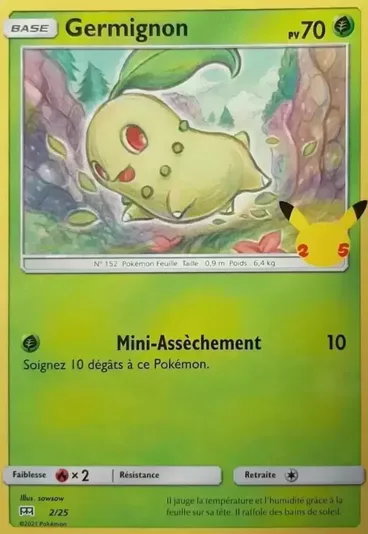 BASE Germignon PV70
N° 152 Pokémon Feuille Taille : 0,9 m Poids : 6,4 kg
25
Mini-Assèchement 10
Soignez 10 dégâts à ce Pokémon.
Faiblesse ×2 Résistance Retraite
Illus. sowsow
2/25
©2021 Pokémon
Il jauge la température et l'humidité grâce à la
feuille sur sa tête. Il raffole des bains de soleil.